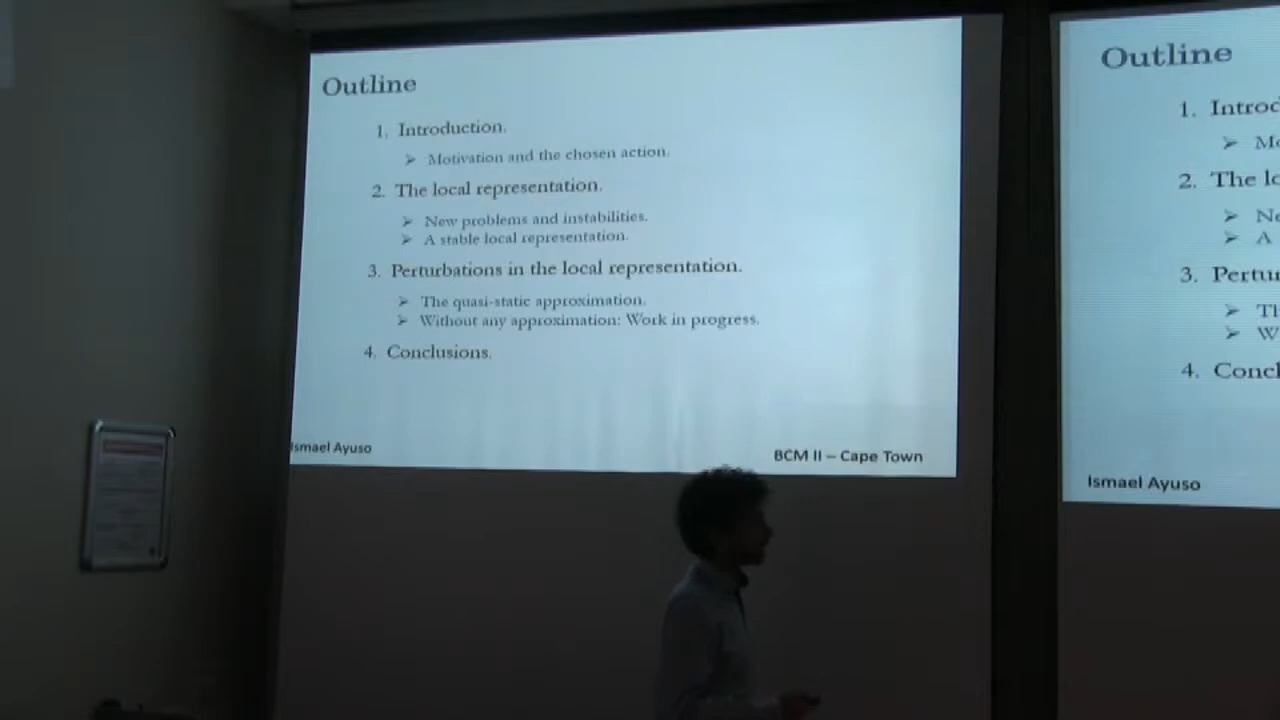 Outline
1. Introduction.
➢ Motivation and the chosen action.
2. The local representation.
➢ New problems and instabilities.
➢ A stable local representation.
3. Perturbations in the local representation.
➢ The quasi-static approximation.
➢ Without any approximation: Work in progress.
4. Conclusions.
Ismael Ayuso
BCM II – Cape Town
Outline
1. Introd
➢ Mo
2. The lo
➢ Ne
➢ A
3. Pertur
➢ Th
➢ W
4. Concl
Ismael Ayuso